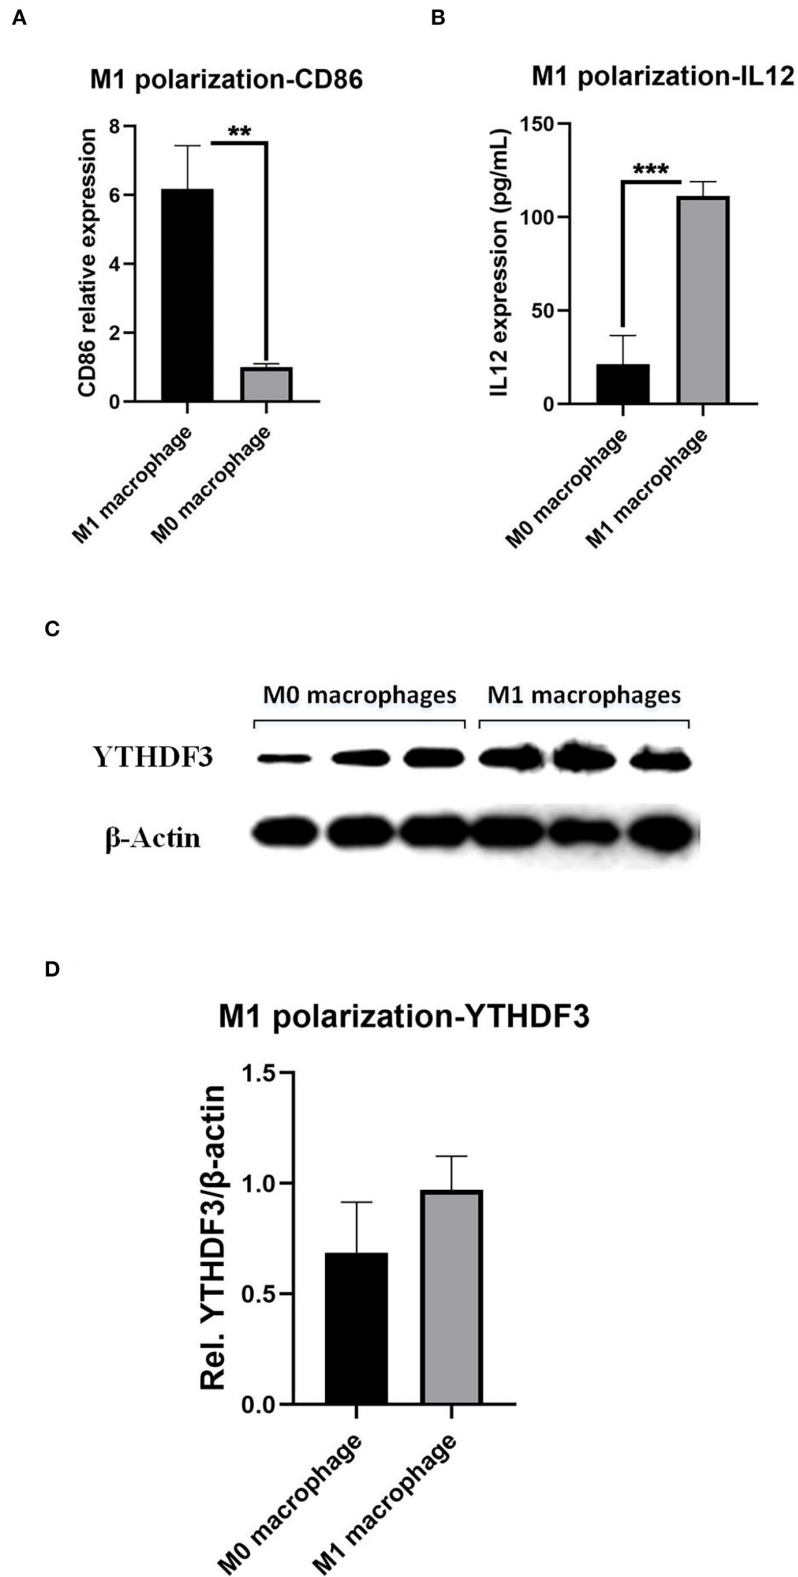 A
B
M1 polarization-CD86
M1 polarization-IL12
CD86 relative expression
8
6
4
2
0
**
M1 macrophage
M0 macrophage
IL12 expression (pg/mL)
150
100
50
0
***
M0 macrophage
M1 macrophage
C
M0 macrophages M1 macrophages
YTHDF3
β-Actin
D
M1 polarization-YTHDF3
Rel. YTHDF3/β-actin
1.5
1.0
0.5
0.0
M0 macrophage
M1 macrophage